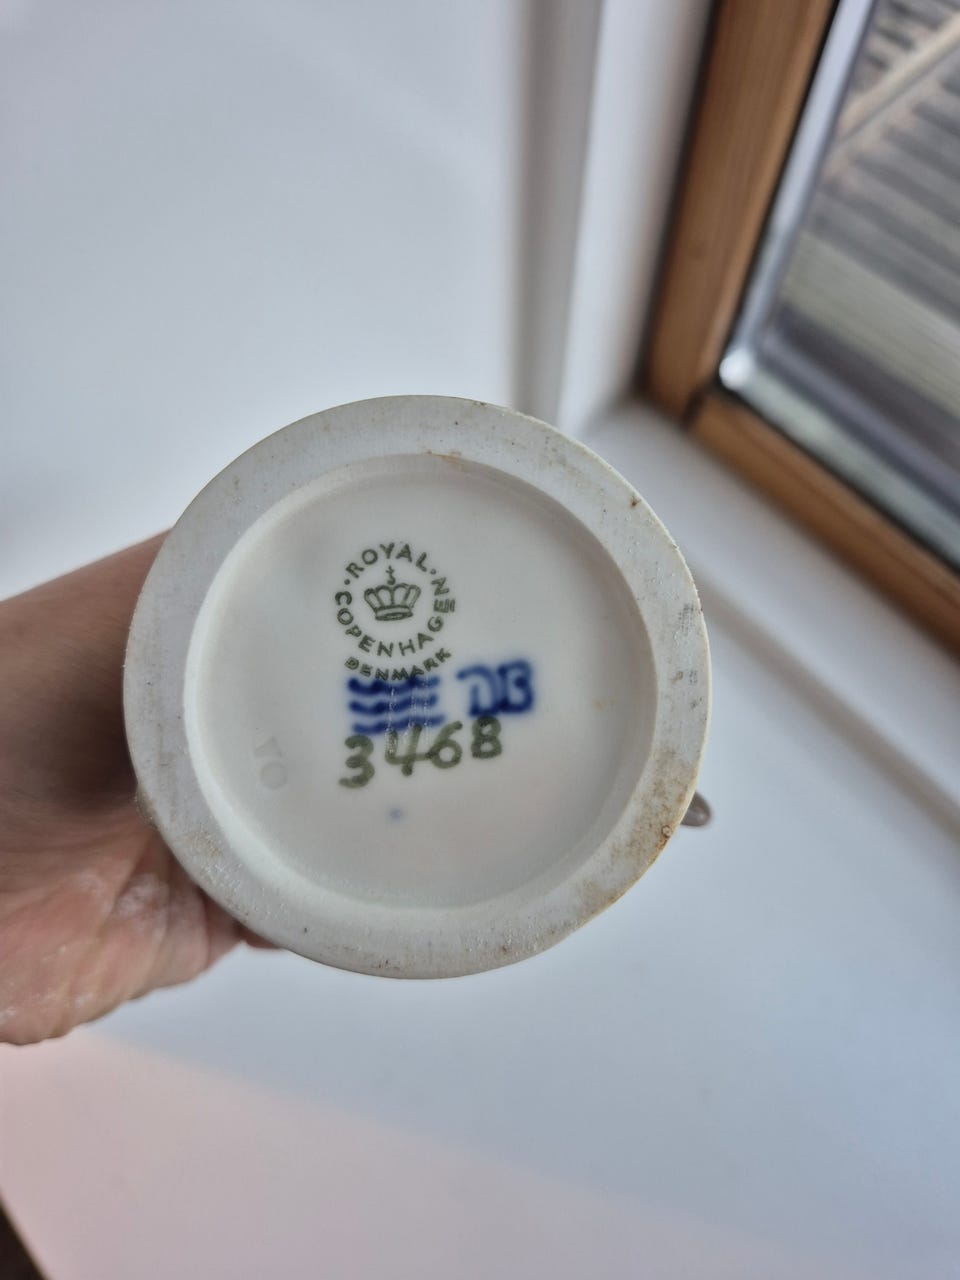 ROYAL
COPENHAGEN
DENMARK
DB
3468